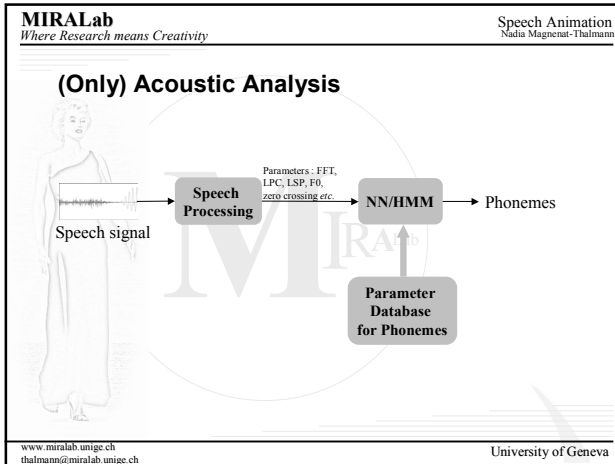 MIRALab
Where Research means Creativity
Speech Animation
Nadia Magnenat-Thalmann
(Only) Acoustic Analysis
Speech signal
Speech
Processing
Parameters : FFT,
LPC, LSP, F0,
zero crossing etc.
NN/HMM
Phonemes
Parameter
Database
for Phonemes
MIRALab
www.miralab.unige.ch
thalmann@miralab.unige.ch
University of Geneva